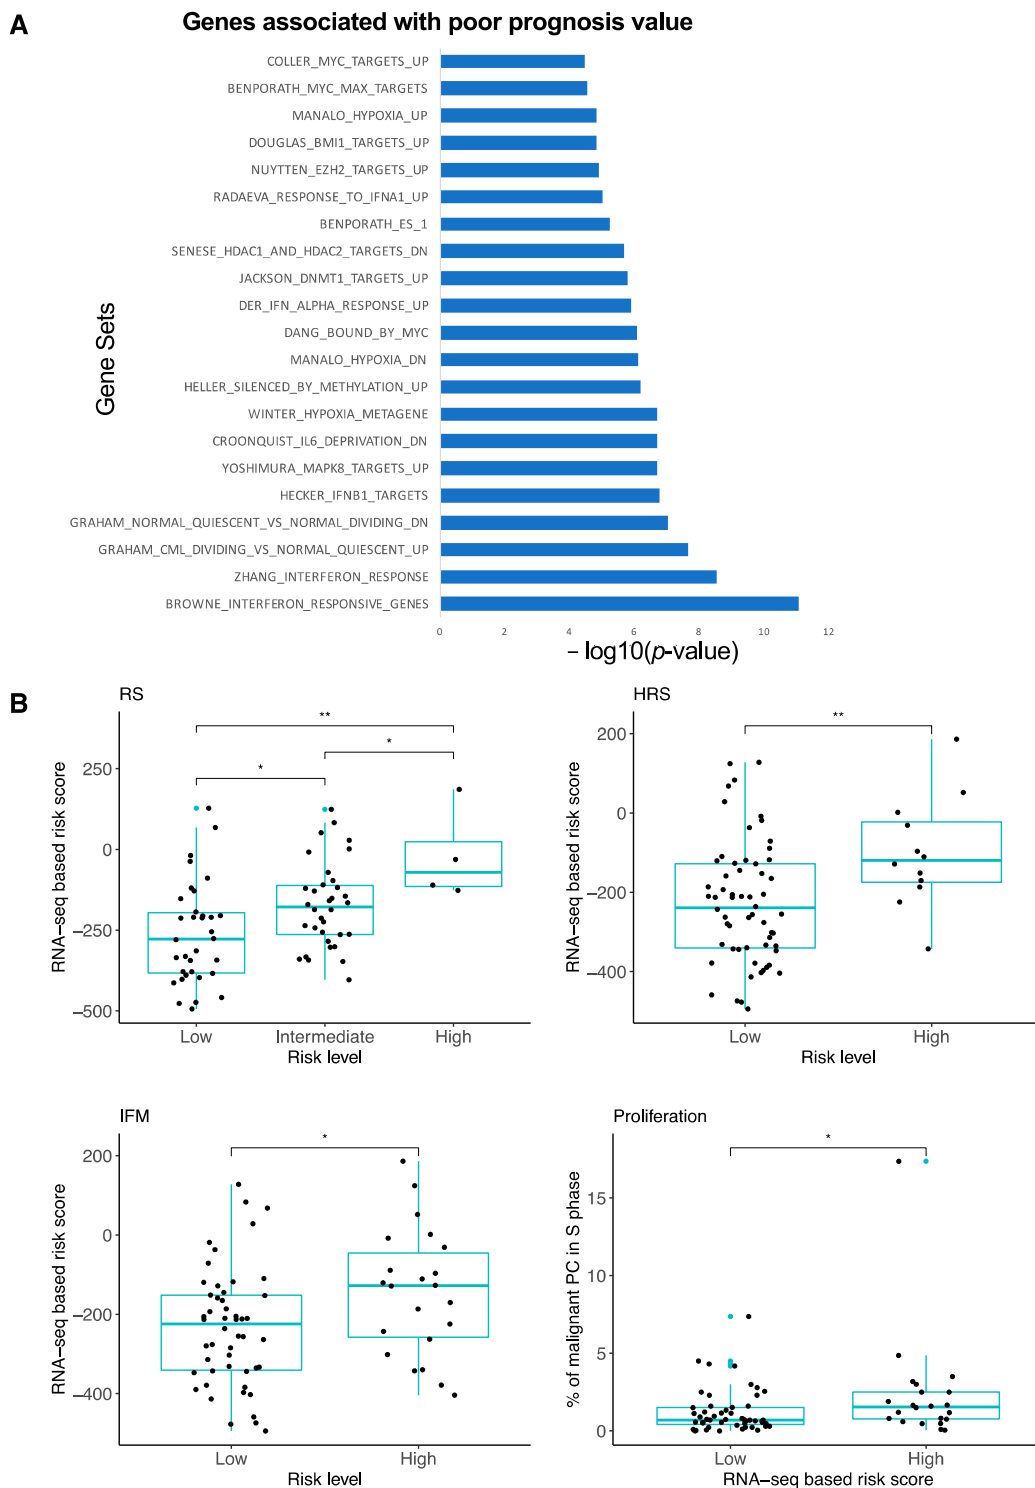 A
Genes associated with poor prognosis value
COLLER_MYC_TARGETS_UP
BENPORATH_MYC_MAX_TARGETS
MANALO_HYPOXIA_UP
DOUGLAS_BMI1_TARGETS_UP
NUYTTEN_EZH2_TARGETS_UP
RADAEVA_RESPONSE_TO_IFNA1_UP
BENPORATH_ES_1
SENESE_HDAC1_AND_HDAC2_TARGETS_DN
JACKSON_DNMT1_TARGETS_UP
DER_IFN_ALPHA_RESPONSE_UP
DANG_BOUND_BY_MYC
MANALO_HYPOXIA_DN
HELLER_SILENCED_BY_METHYLATION_UP
WINTER_HYPOXIA_METAGENE
CROONQUIST_IL6_DEPRIVATION_DN
YOSHIMURA_MAPK8_TARGETS_UP
HECKER_IFNB1_TARGETS
GRAHAM_NORMAL_QUIESCENT_VS_NORMAL_DIVIDING_DN
GRAHAM_CML_DIVIDING_VS_NORMAL_QUIESCENT_UP
ZHANG_INTERFERON_RESPONSE
BROWNE_INTERFERON_RESPONSIVE_GENES
Gene Sets
0 2 4 6 8 10 12
− log10(p-value)
B
RS
**
*
*
250
0
−250
−500
RNA−seq based risk score
Low Intermediate High
Risk level
HRS
**
200
0
−200
−400
RNA−seq based risk score
Low High
Risk level
IFM
*
200
0
−200
−400
RNA−seq based risk score
Low High
Risk level
Proliferation
*
15
10
5
0
% of malignant PC in S phase
Low High
RNA−seq based risk score